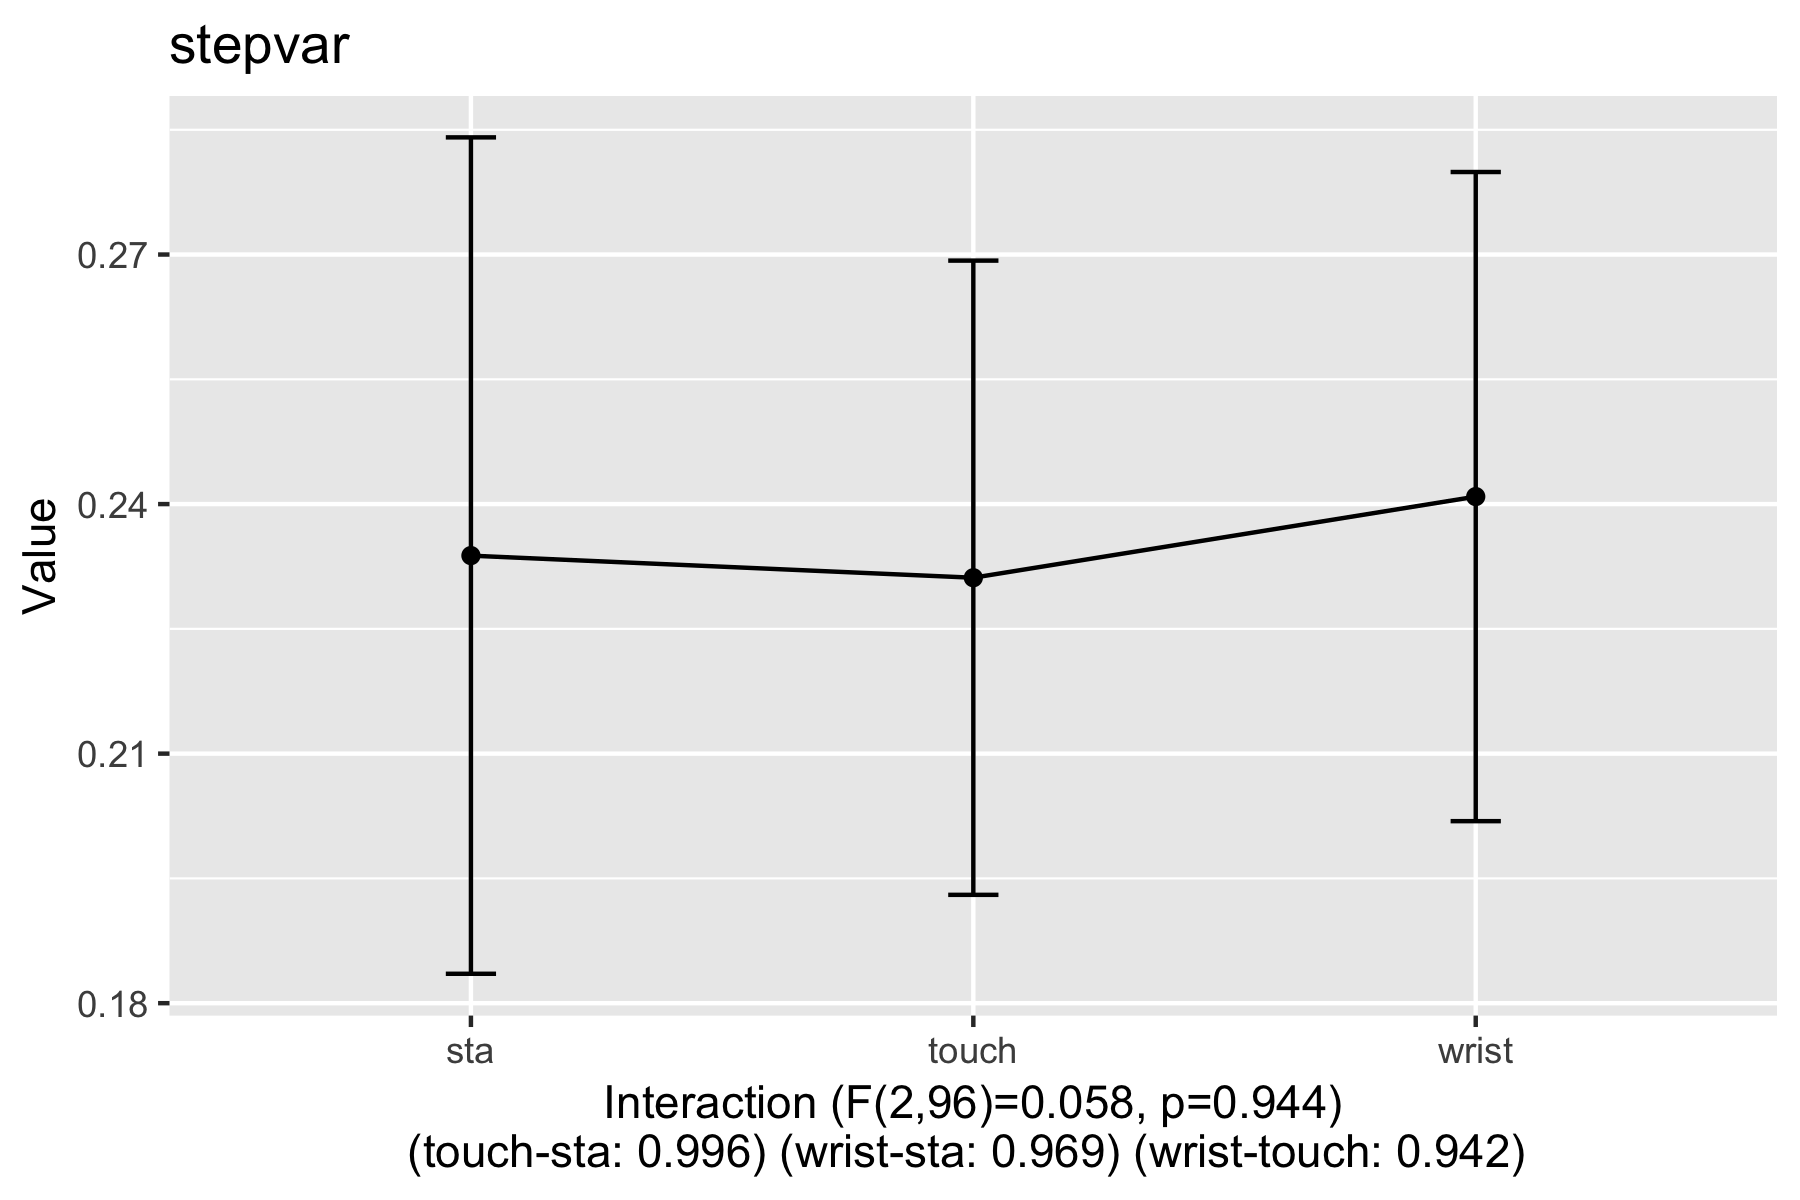 stepvar
Value
0.27
0.24
0.21
0.18
sta touch wrist
Interaction (F(2,96)=0.058, p=0.944)
(touch-sta: 0.996) (wrist-sta: 0.969) (wrist-touch: 0.942)